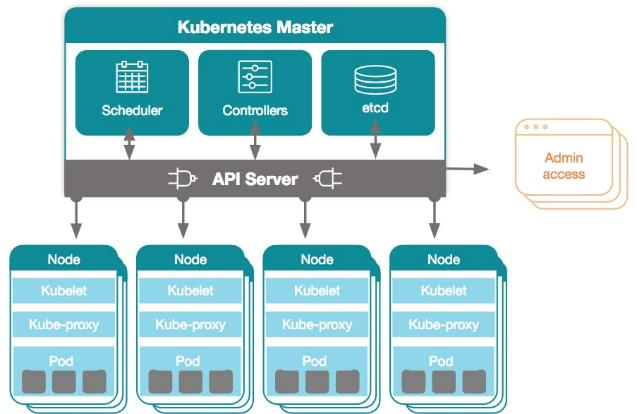 Kubernetes Master
Scheduler
Controllers
etcd
API Server
Admin
access
Node
Kubelet
Kube-proxy
Pod
Node
Kubelet
Kube-proxy
Pod
Node
Kubelet
Kube-proxy
Pod
Node
Kubelet
Kube-proxy
Pod